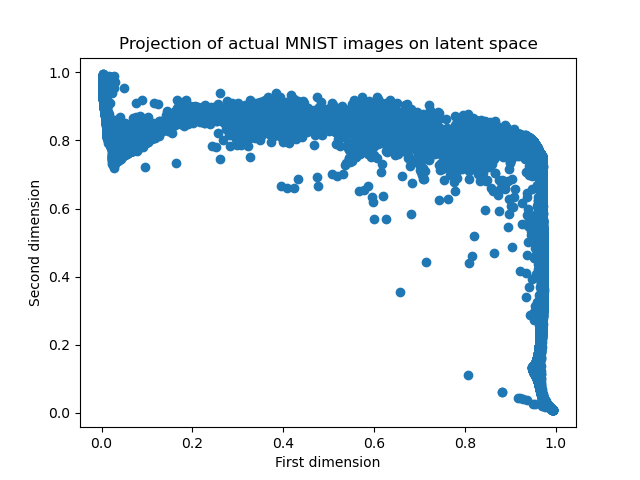 Projection of actual MNIST images on latent space
1.0
0.8
0.6
0.4
0.2
0.0
Second dimension
0.0 0.2 0.4 0.6 0.8 1.0
First dimension